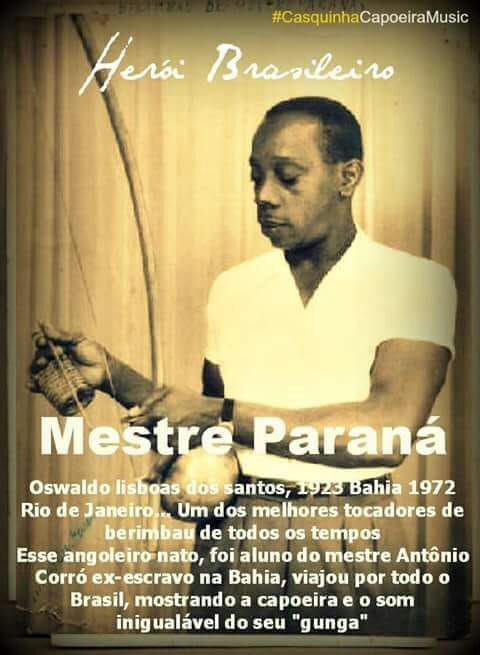 #CasquinhaCapoeiraMusic
Herói Brasileiro
Mestre Paraná
Oswaldo lisboas dos santos, 1923 Bahia 1972
Rio de Janeiro... Um dos melhores tocadores de
berimbau de todos os tempos
Esse angoleiro nato, foi aluno do mestre Antônio
Corró ex-escravo na Bahia, viajou por todo o
Brasil, mostrando a capoeira e o som
inigualável do seu "gunga"